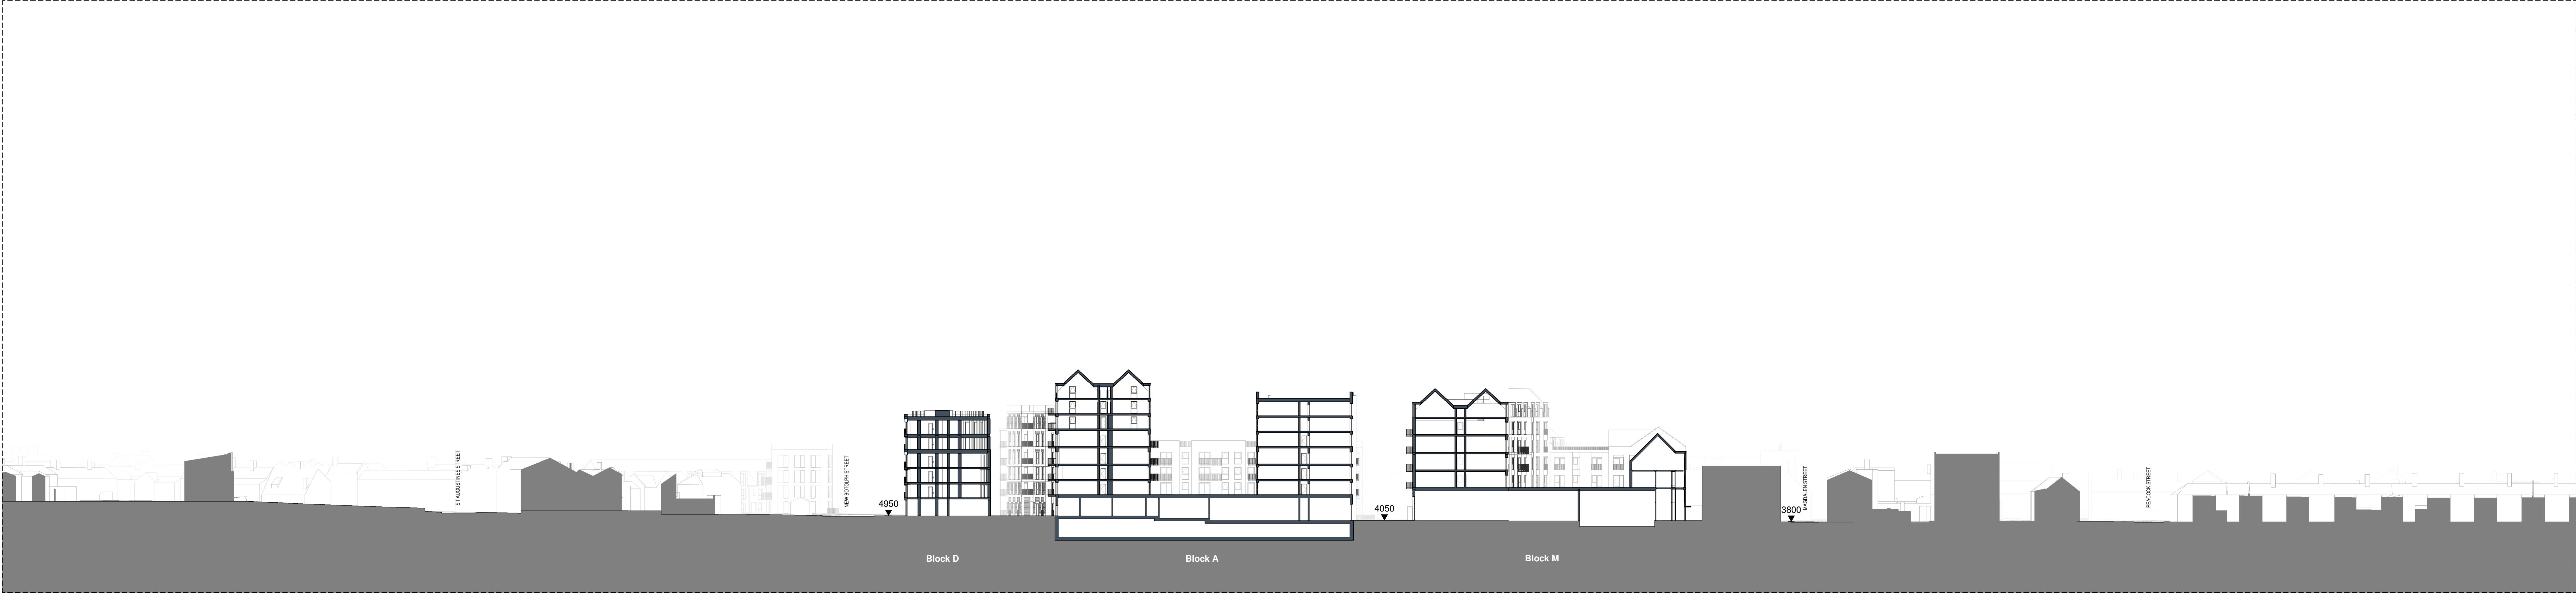 ST AUGUSTINES STREET
NEW BOTOLPH STREET
4950
4050
3800
MAGDALEN STREET
PEACOCK STREET
Block D
Block A
Block M